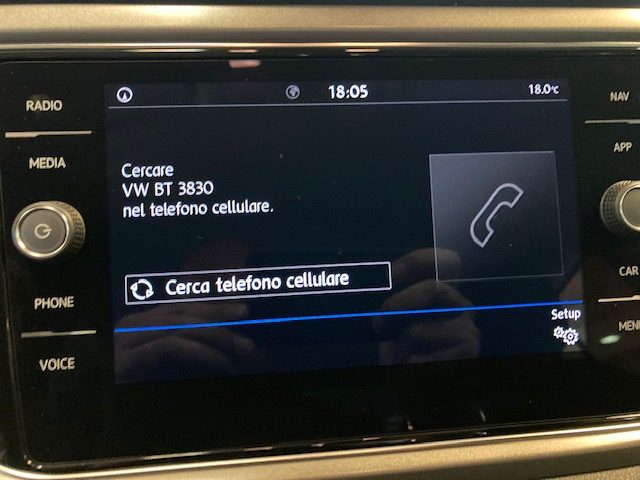 RADIO
MEDIA
PHONE
VOICE
18:05
18.0°C
Cercare
VW BT 3830
nel telefono cellulare.
Cerca telefono cellulare
Setup
NAV
APP
CAR
MENU